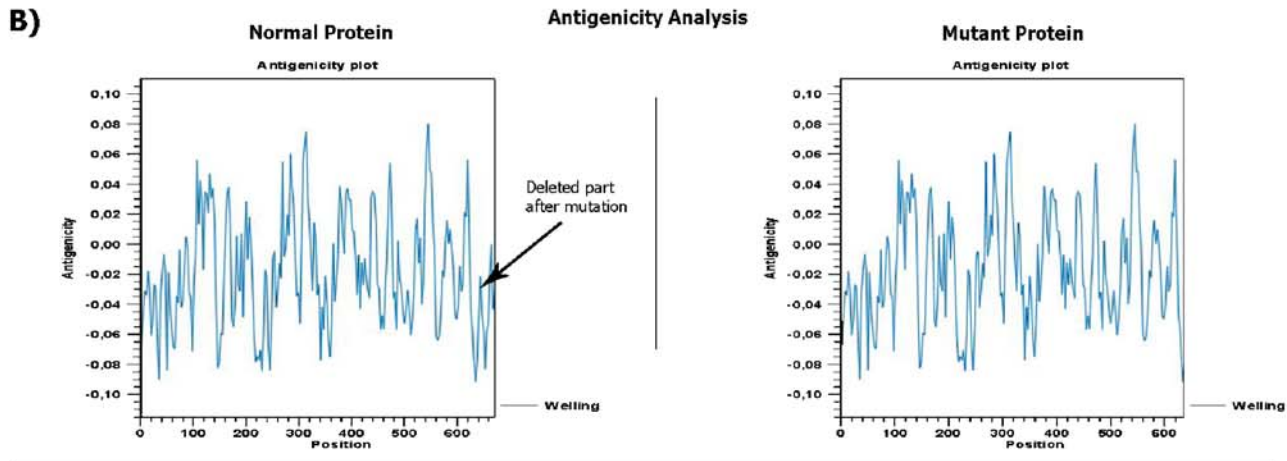 B)
Antigenicity Analysis
Normal Protein
Antigenicity plot
0,10
0,08
0,06
0,04
0,02
0,00
-0,02
-0,04
-0,06
-0,08
-0,10
Antigenicity
0 100 200 300 400 500 600
Position
Welling
Deleted part
after mutation
Mutant Protein
Antigenicity plot
0,10
0,08
0,06
0,04
0,02
0,00
-0,02
-0,04
-0,06
-0,08
-0,10
Antigenicity
0 100 200 300 400 500 600
Position
Welling